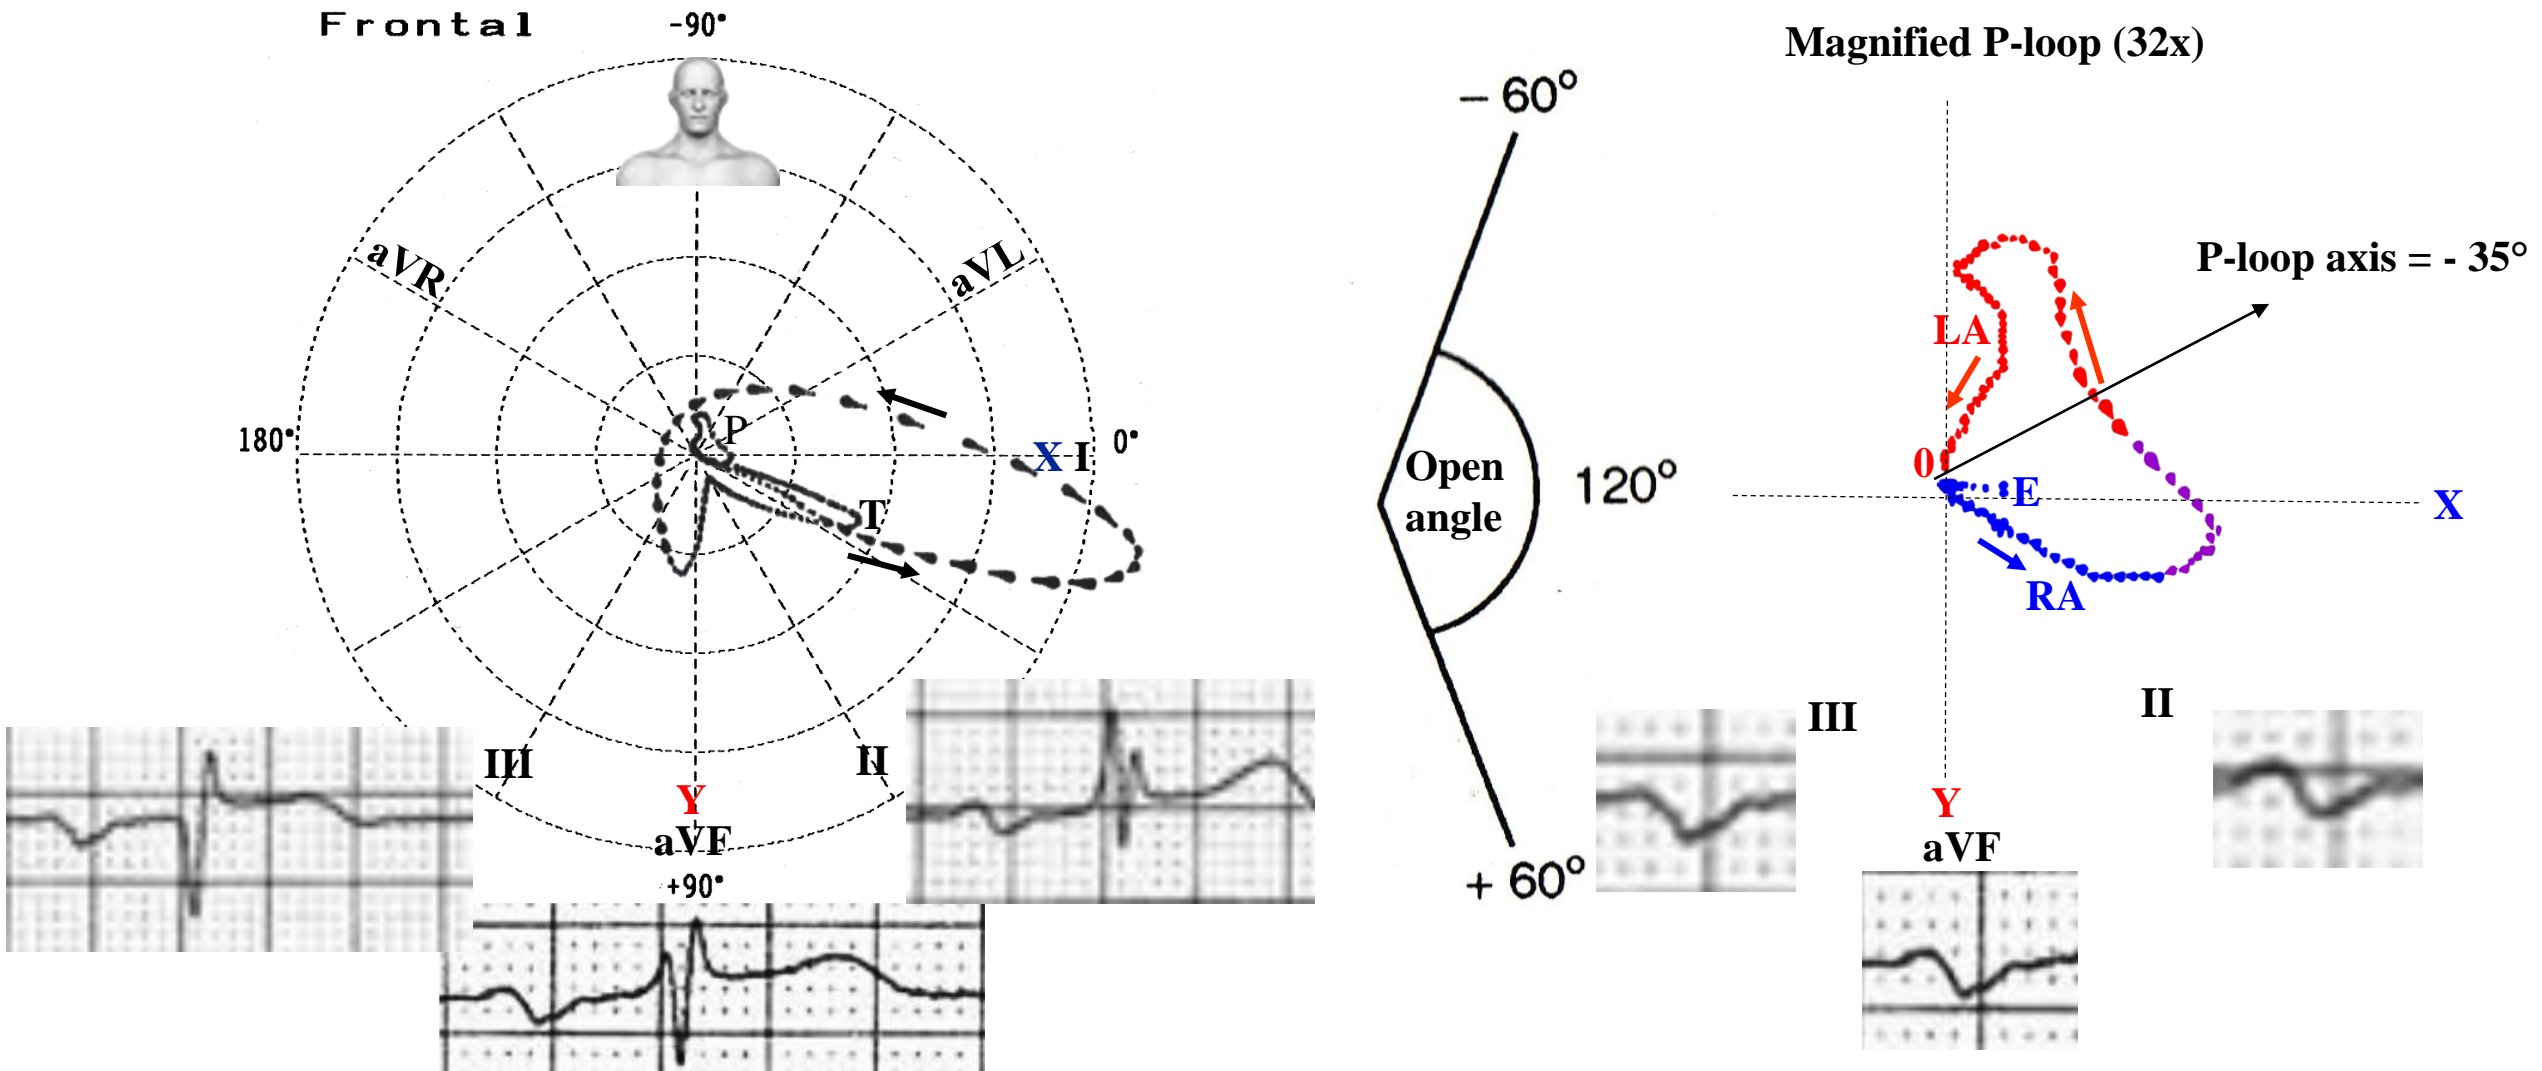 Frontal
-90°
aVR
aVL
P
180°
X I
0°
T
III
II
Y
aVF
+90°
– 60°
Open
angle
120°
+ 60°
Magnified P-loop (32x)
P-loop axis = - 35°
LA
0
E
X
RA
III
II
Y
aVF